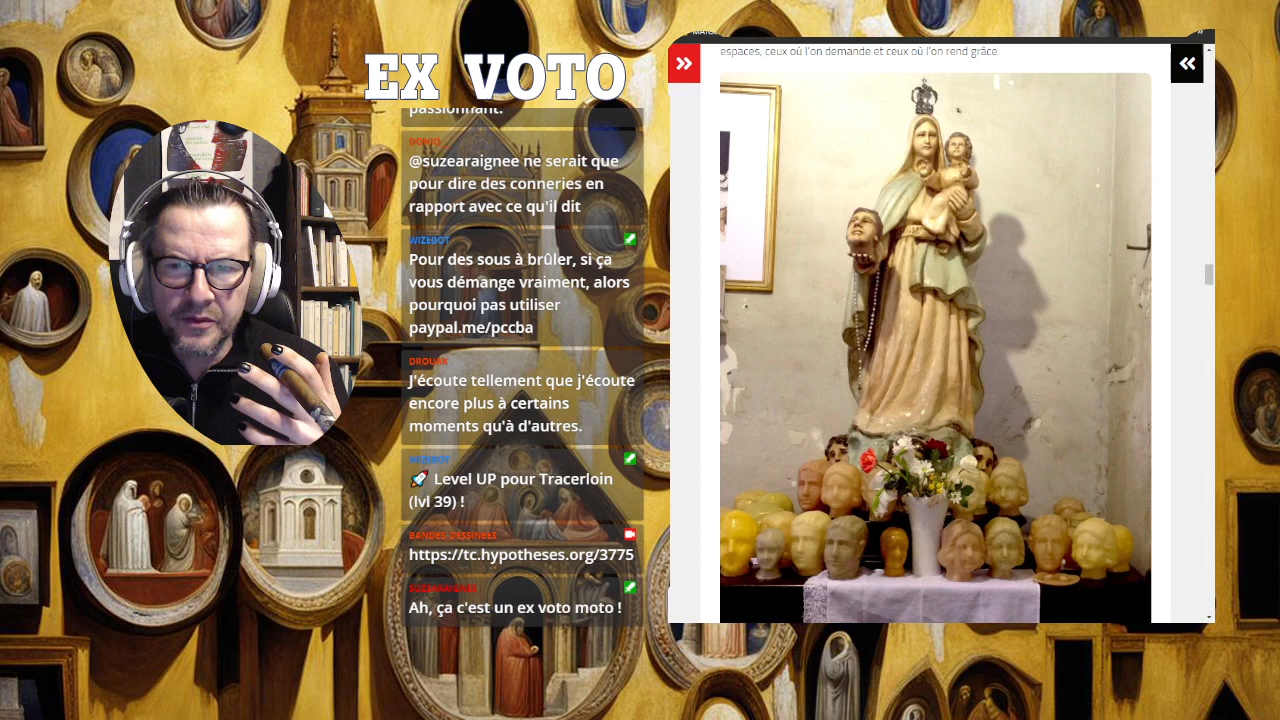 EX VOTO
passionnant.
@suzearaignee ne serait que
pour dire des conneries en
rapport avec ce qu'il dit
WIZEBOT
Pour des sous à brûler, si ça
vous démange vraiment, alors
pourquoi pas utiliser
paypal.me/pccba
J'écoute tellement que j'écoute
encore plus à certains
moments qu'à d'autres.
WIZEBOT
🚀 Level UP pour Tracerloin
(lvl 39) !
BANDES_DESSINEES
https://tc.hypotheses.org/3775
SUZEARAIGNEE
Ah, ça c'est un ex voto moto !
espaces, ceux où l'on demande et ceux où l'on rend grâce.